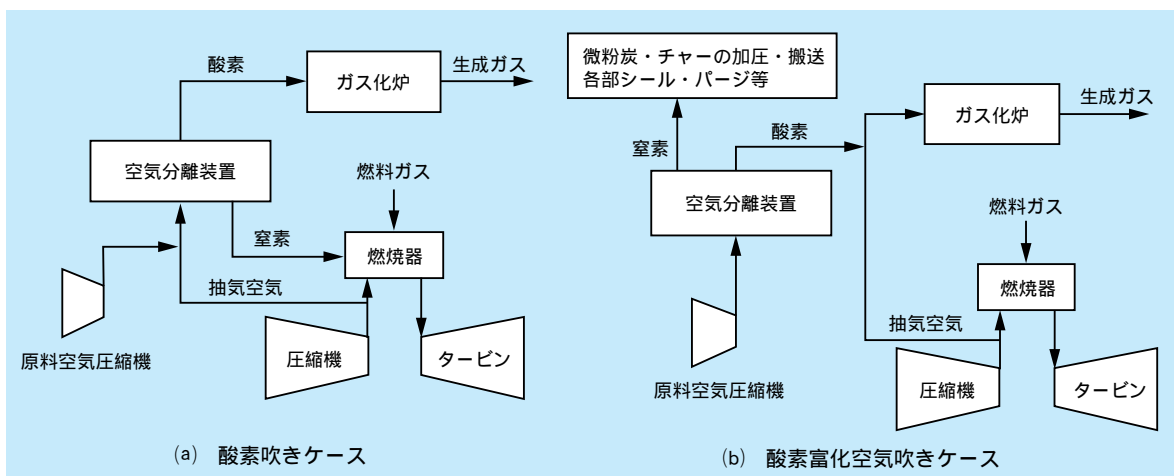 酸素
ガス化炉
生成ガス
空気分離装置
燃料ガス
窒素
燃焼器
抽気空気
原料空気圧縮機
圧縮機
タービン
(a) 酸素吹きケース
微粉炭・チャーの加圧・搬送
各部シール・パージ等
窒素
酸素
ガス化炉
生成ガス
空気分離装置
燃料ガス
燃焼器
抽気空気
原料空気圧縮機
圧縮機
タービン
(b) 酸素富化空気吹きケース